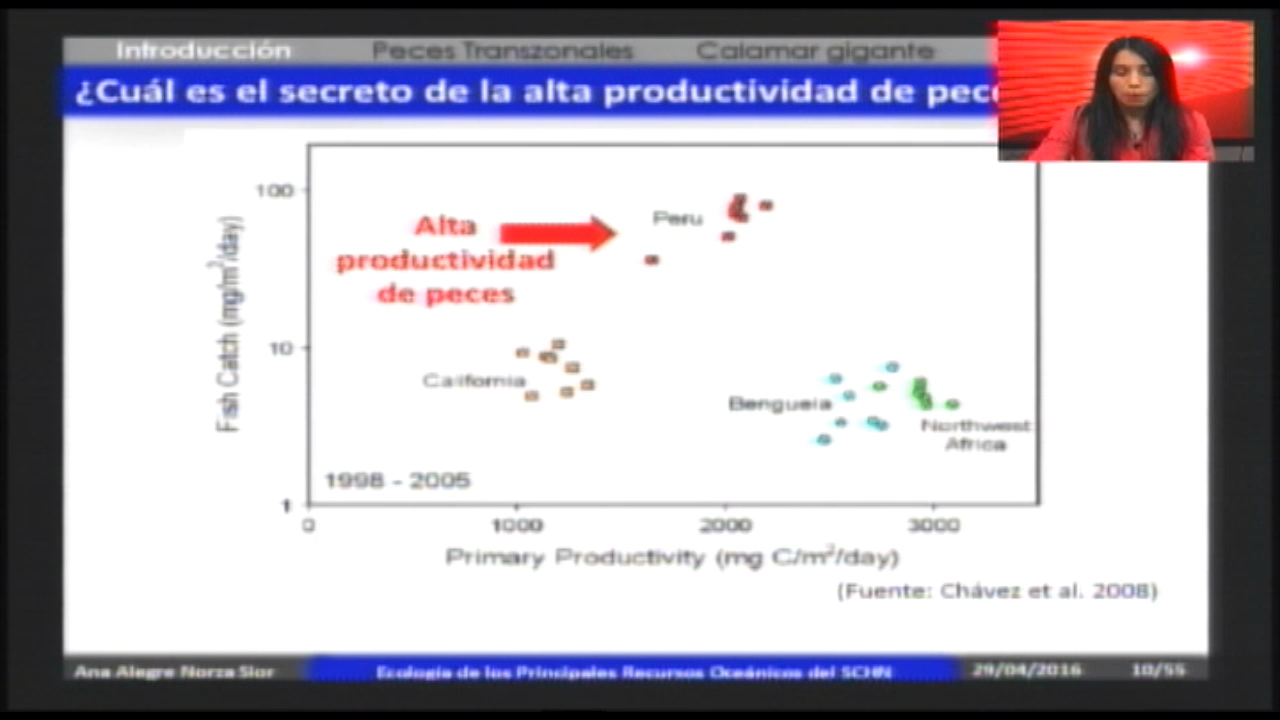 Introducción
Peces Transzonales
Calamar gigante
¿Cuál es el secreto de la alta productividad de
100
10
1
Fish Catch (mg/m²/day)
Alta
productividad
de peces
Peru
California
Benguela
Northwest
Africa
1998 - 2005
0
1000
2000
3000
Primary Productivity (mg C/m²/day)
(Fuente: Chávez et al. 2008)
Ana Alegre Norza Sior
Ecología de los Principales Recursos Oceánicos del SCHN
29/04/2016
10/55